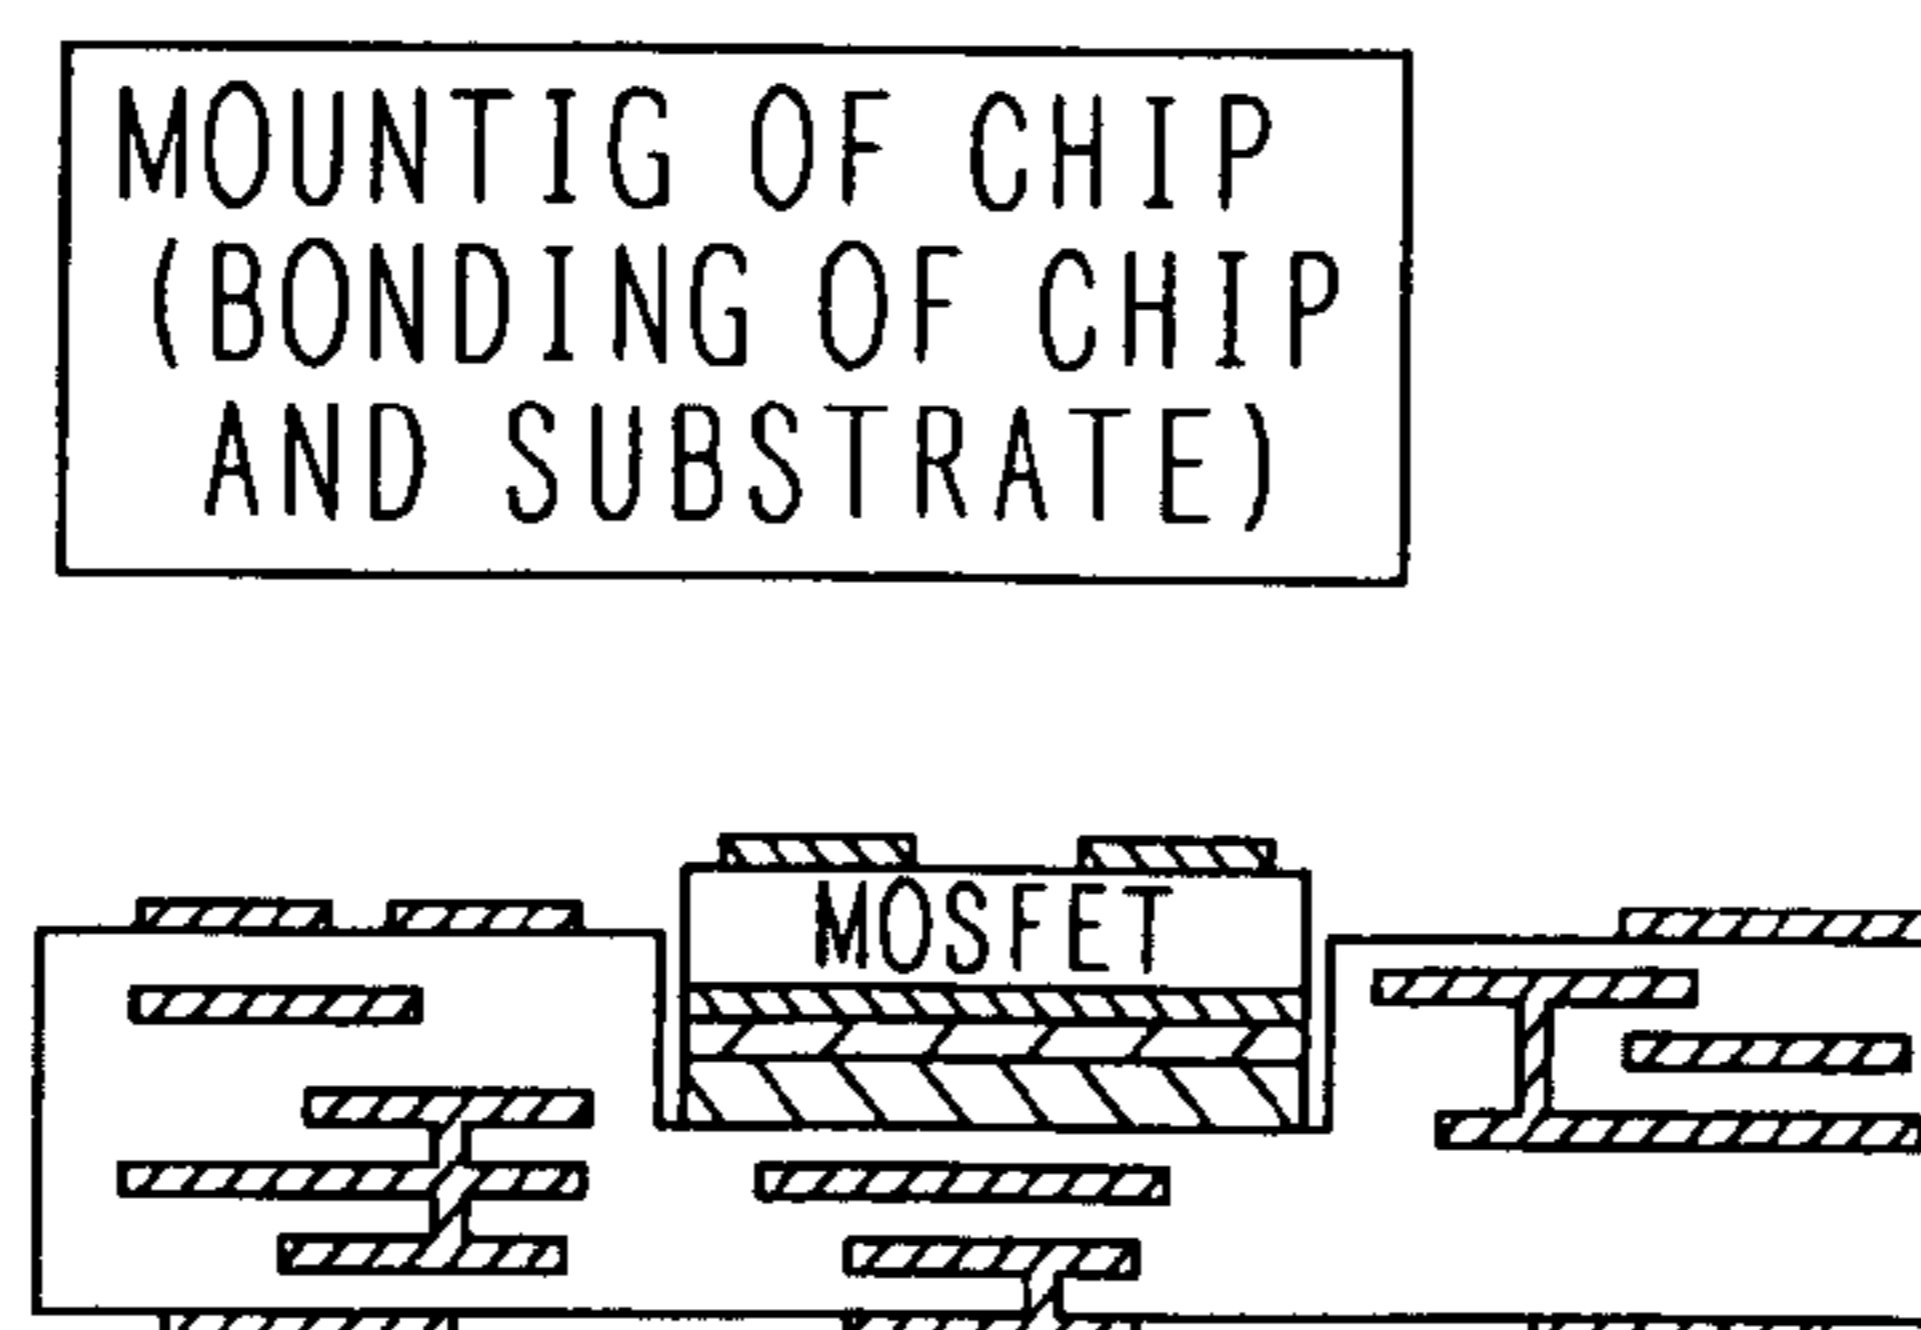 MOUNTIG OF CHIP
(BONDING OF CHIP
AND SUBSTRATE)
MOSFET